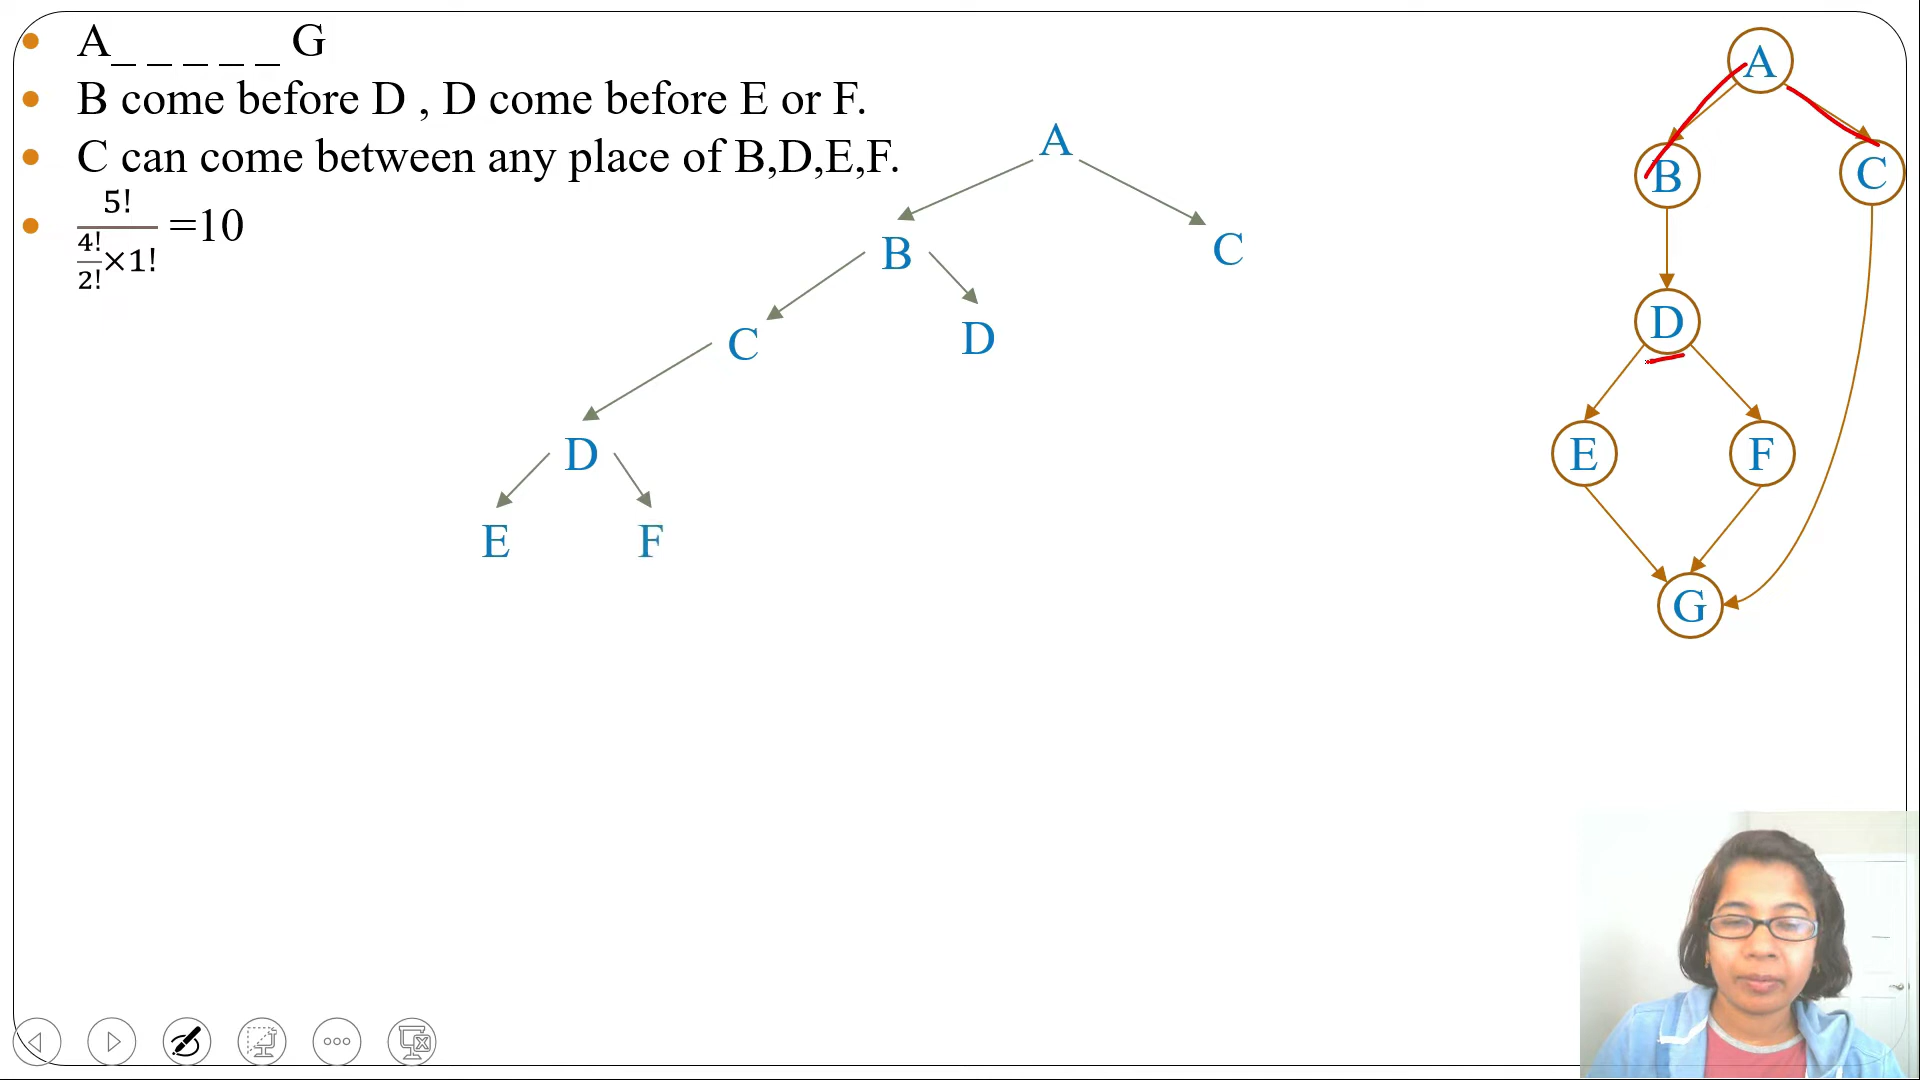 A_ _ _ _ _ G
B come before D , D come before E or F.
C can come between any place of B,D,E,F.
5!
4!
2!
×1!
=10
A
B
C
C
D
D
E
F
A
B
C
D
E
F
G